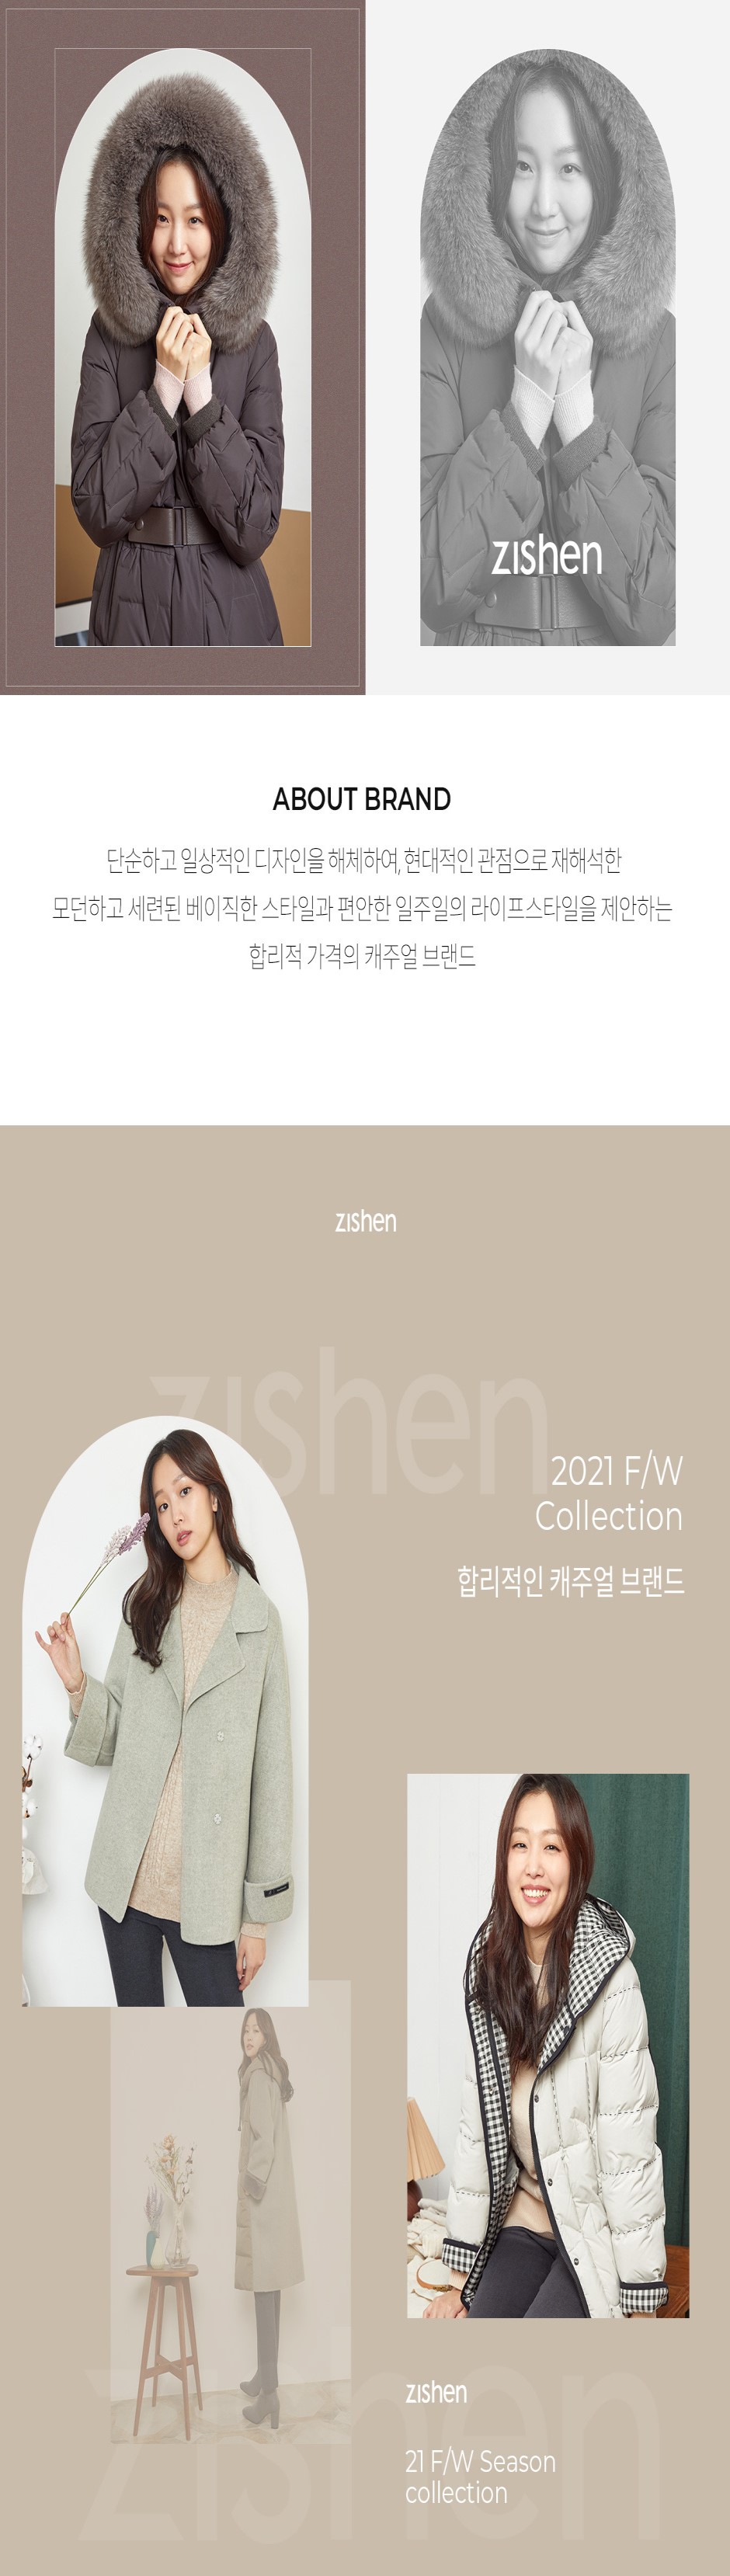 zishen
ABOUT BRAND
단순하고 일상적인 디자인을 해체하여, 현대적인 관점으로 재해석한
모던하고 세련된 베이직한 스타일과 편안한 일주일의 라이프스타일을 제안하는
합리적 가격의 캐주얼 브랜드
zishen
zishen
2021 F/W
Collection
합리적인 캐주얼 브랜드
zishen
zishen
21 F/W Season
collection